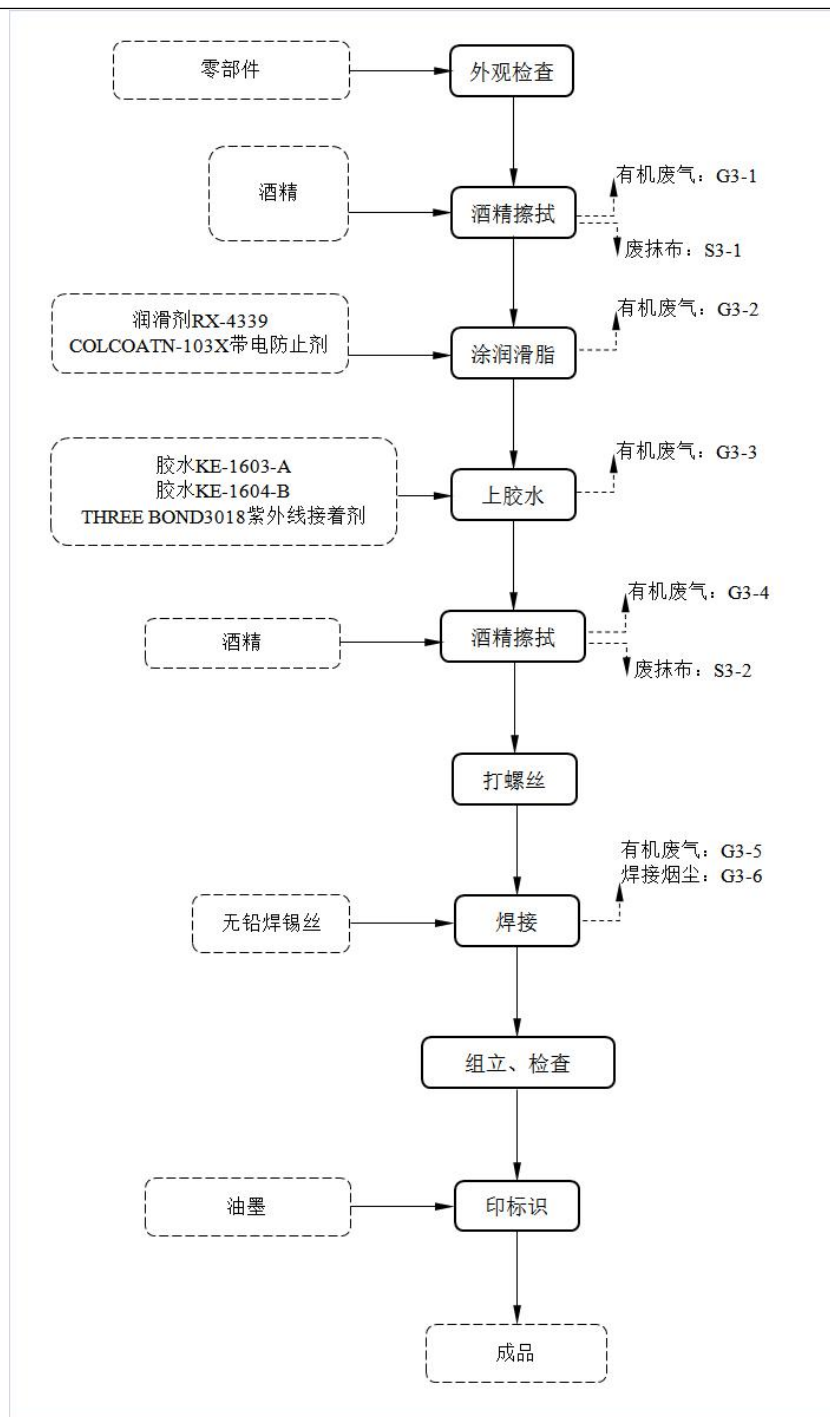 零部件
外观检查
酒精
酒精擦拭
有机废气：G3-1
废抹布：S3-1
润滑剂RX-4339
COLCOATN-103X带电防止剂
涂润滑脂
有机废气：G3-2
胶水KE-1603-A
胶水KE-1604-B
THREE BOND3018紫外线接着剂
上胶水
有机废气：G3-3
酒精
酒精擦拭
有机废气：G3-4
废抹布：S3-2
打螺丝
有机废气：G3-5
焊接烟尘：G3-6
无铅焊锡丝
焊接
组立、检查
油墨
印标识
成品